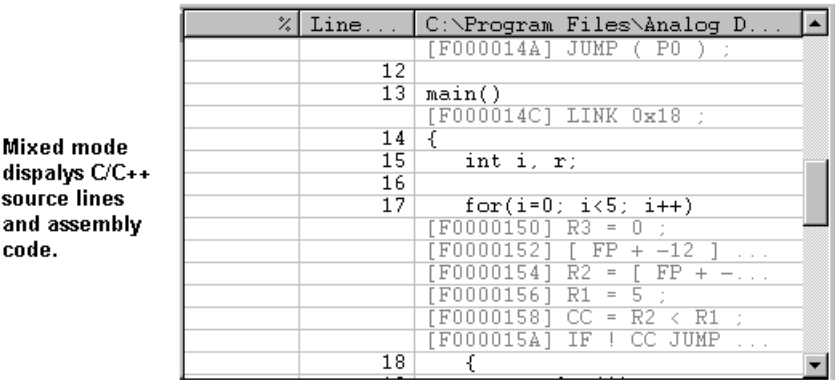 % Line... C:\Program Files\Analog D...
[F000014A] JUMP ( P0 ) ;
12
13 main()
[F000014C] LINK 0x18 ;
14 {
15 int i, r;
16
17 for(i=0; i<5; i++)
[F0000150] R3 = 0 ;
[F0000152] [ FP + -12 ] ...
[F0000154] R2 = [ FP + -...
[F0000156] R1 = 5 ;
[F0000158] CC = R2 < R1 ;
[F000015A] IF ! CC JUMP ...
18 {
Mixed mode
dispalys C/C++
source lines
and assembly
code.